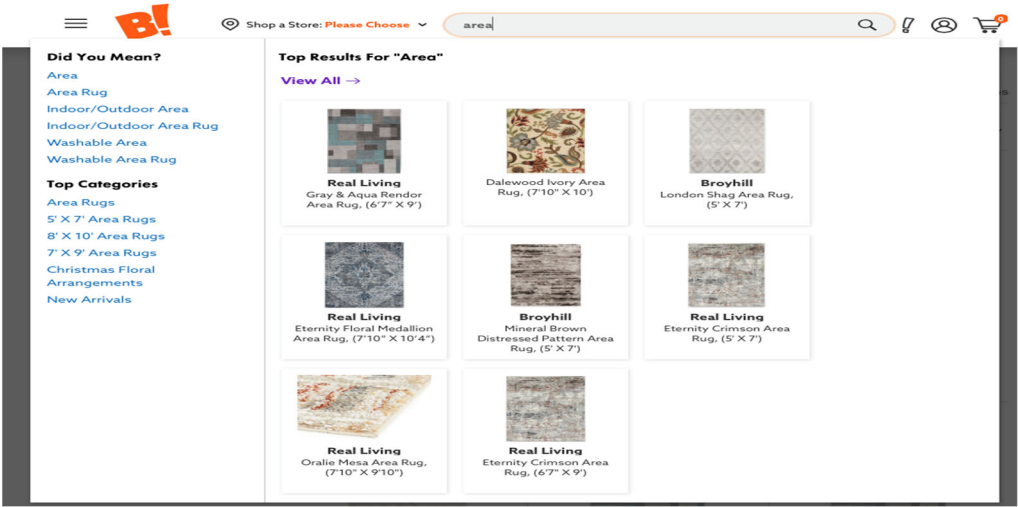 B!
Shop a Store: Please Choose
area
0
Did You Mean?
Area
Area Rug
Indoor/Outdoor Area
Indoor/Outdoor Area Rug
Washable Area
Washable Area Rug
Top Categories
Area Rugs
5' X 7' Area Rugs
8' X 10' Area Rugs
7' X 9' Area Rugs
Christmas Floral
Arrangements
New Arrivals
Top Results For "Area"
View All →
Real Living
Gray & Aqua Rendor
Area Rug, (6'7" X 9')
Dalewood Ivory Area
Rug, (7'10" X 10')
Broyhill
London Shag Area Rug,
(5' X 7')
Real Living
Eternity Floral Medallion
Area Rug, (7'10" X 10'4")
Broyhill
Mineral Brown
Distressed Pattern Area
Rug, (5' X 7')
Real Living
Eternity Crimson Area
Rug, (5' X 7')
Real Living
Oralie Mesa Area Rug,
(7'10" X 9'10")
Real Living
Eternity Crimson Area
Rug, (6'7" X 9')